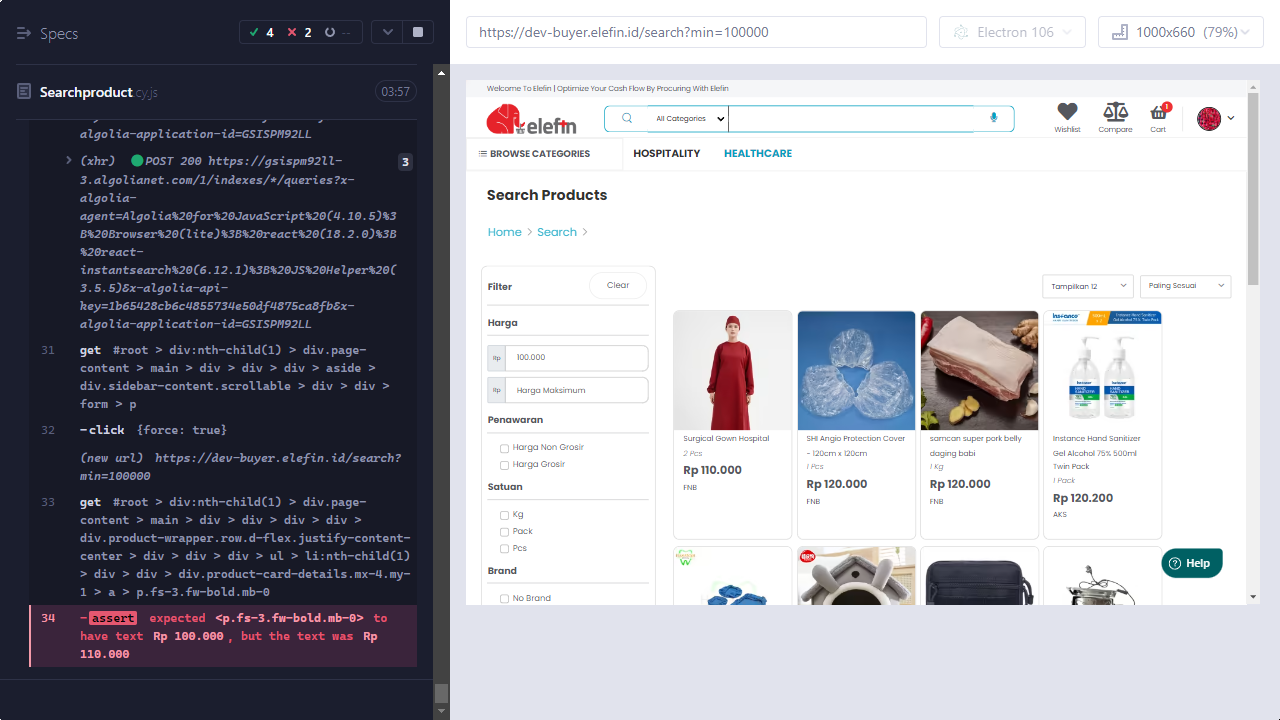 Specs
4
2
--
Searchproduct.cy.js
03:57
algolia-application-id=GSISPM92LL
(xhr) POST 200 https://gsispm92ll-
3.algolianet.com/1/indexes/*/queries?x-
algolia-
agent=Algolia%20for%20JavaScript%20(4.10.5)%3
B%20Browser%20(lite)%3B%20react%20(18.2.0)%3B
%20react-
instantsearch%20(6.12.1)%3B%20JS%20Helper%20(
3.5.5)&x-algolia-api-
key=1b65428cb6c4855734e50df4875ca8fb&x-
algolia-application-id=GSISPM92LL
3
31 get #root > div:nth-child(1) > div.page-
content > main > div > div > div > aside >
div.sidebar-content.scrollable > div > div >
form > p
32 -click {force: true}
(new url) https://dev-buyer.elefin.id/search?
min=100000
33 get #root > div:nth-child(1) > div.page-
content > main > div > div > div > div > div >
div.product-wrapper.row.d-flex.justify-content-
center > div > div > div > ul > li:nth-child(1)
> div > div > div.product-card-details.mx-4.my-
1 > a > p.fs-3.fw-bold.mb-0
34 -assert expected <p.fs-3.fw-bold.mb-0> to
have text Rp 100.000, but the text was Rp
110.000
https://dev-buyer.elefin.id/search?min=100000
Electron 106
1000x660 (79%)
Welcome To Elefin | Optimize Your Cash Flow By Procuring With Elefin
elefin
All Categories
Wishlist
Compare
1
Cart
BROWSE CATEGORIES
HOSPITALITY
HEALTHCARE
Search Products
Home > Search >
Filter
Clear
Harga
Rp 100.000
Rp Harga Maksimum
Penawaran
Harga Non Grosir
Harga Grosir
Satuan
Kg
Pack
Pcs
Brand
No Brand
Tampilkan 12
Paling Sesuai
Surgical Gown Hospital
2 Pcs
Rp 110.000
FNB
SHI Angio Protection Cover
- 120cm x 120cm
1 Pcs
Rp 120.000
FNB
samcan super pork belly
daging babi
1 Kg
Rp 120.000
FNB
Instance Hand Sanitizer
Gel Alcohol 75% 500ml
Twin Pack
1 Pack
Rp 120.200
AKS
Help